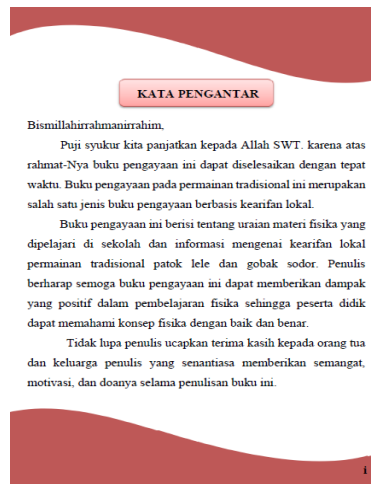 KATA PENGANTAR
Bismillahirrahmanirrahim,
Puji syukur kita panjatkan kepada Allah SWT. karena atas
rahmat-Nya buku pengayaan ini dapat diselesaikan dengan tepat
waktu. Buku pengayaan pada permainan tradisional ini merupakan
salah satu jenis buku pengayaan berbasis kearifan lokal.
Buku pengayaan ini berisi tentang uraian materi fisika yang
dipelajari di sekolah dan informasi mengenai kearifan lokal
permainan tradisional patok lele dan gobak sodor. Penulis
berharap semoga buku pengayaan ini dapat memberikan dampak
yang positif dalam pembelajaran fisika sehingga peserta didik
dapat memahami konsep fisika dengan baik dan benar.
Tidak lupa penulis ucapkan terima kasih kepada orang tua
dan keluarga penulis yang senantiasa memberikan semangat,
motivasi, dan doanya selama penulisan buku ini.
i